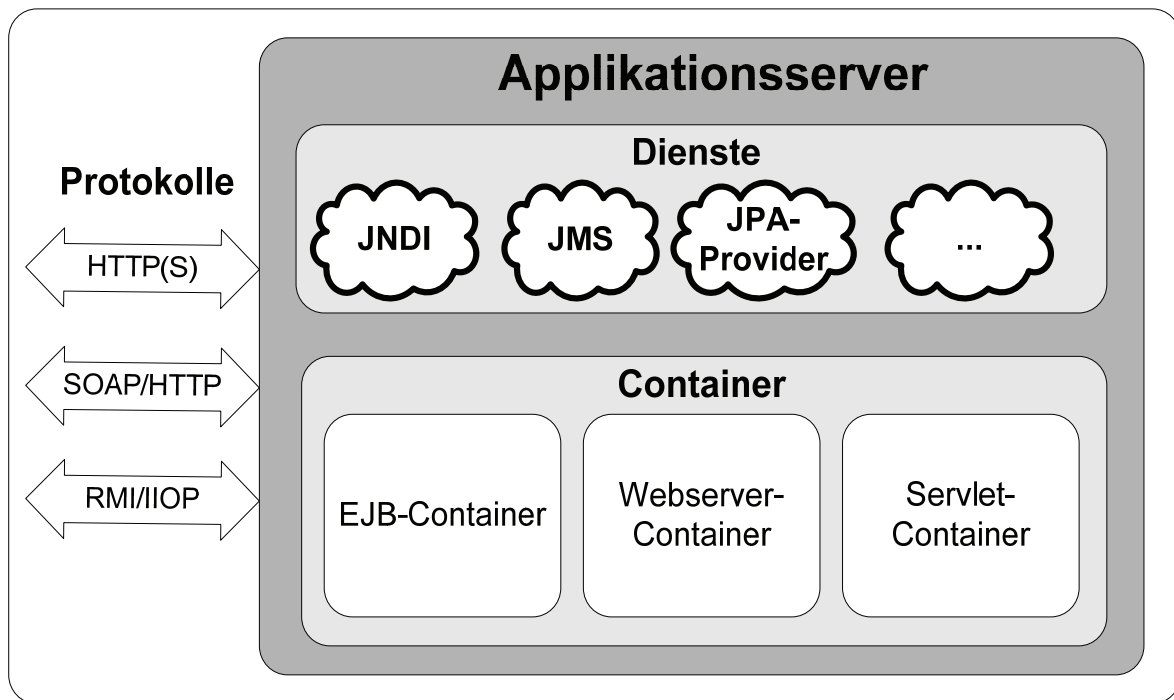 Applikationsserver
Protokolle
HTTP(S)
SOAP/HTTP
RMI/IIOP
Dienste
JNDI
JMS
JPA-
Provider
...
Container
EJB-Container
Webserver-
Container
Servlet-
Container